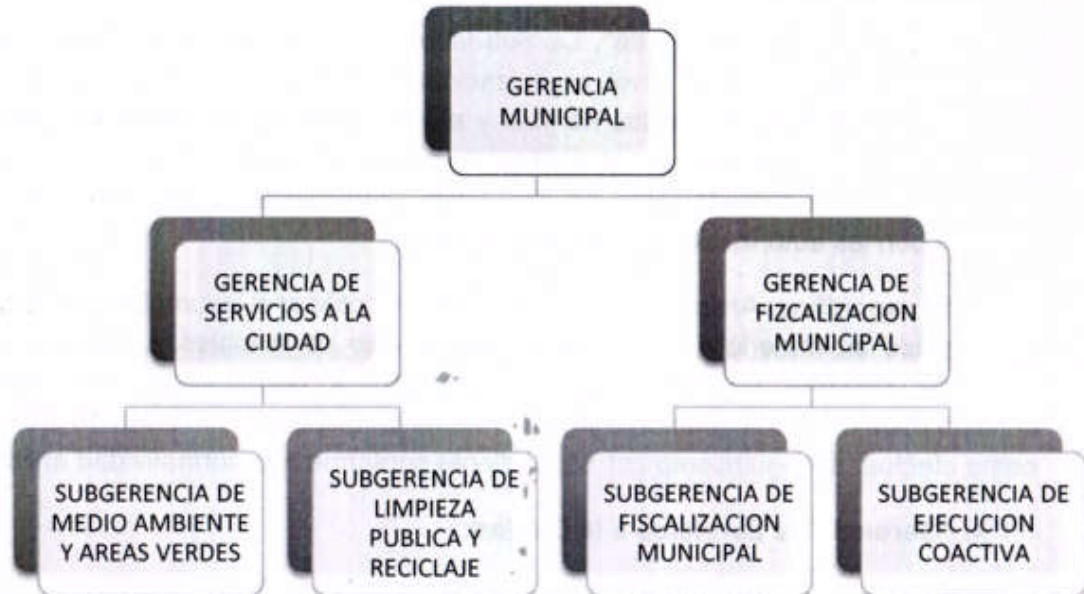 GERENCIA
MUNICIPAL
GERENCIA DE
SERVICIOS A LA
CIUDAD
GERENCIA DE
FIZCALIZACION
MUNICIPAL
SUBGERENCIA DE
MEDIO AMBIENTE
Y AREAS VERDES
SUBGERENCIA DE
LIMPIEZA
PUBLICA Y
RECICLAJE
SUBGERENCIA DE
FISCALIZACION
MUNICIPAL
SUBGERENCIA DE
EJECUCION
COACTIVA